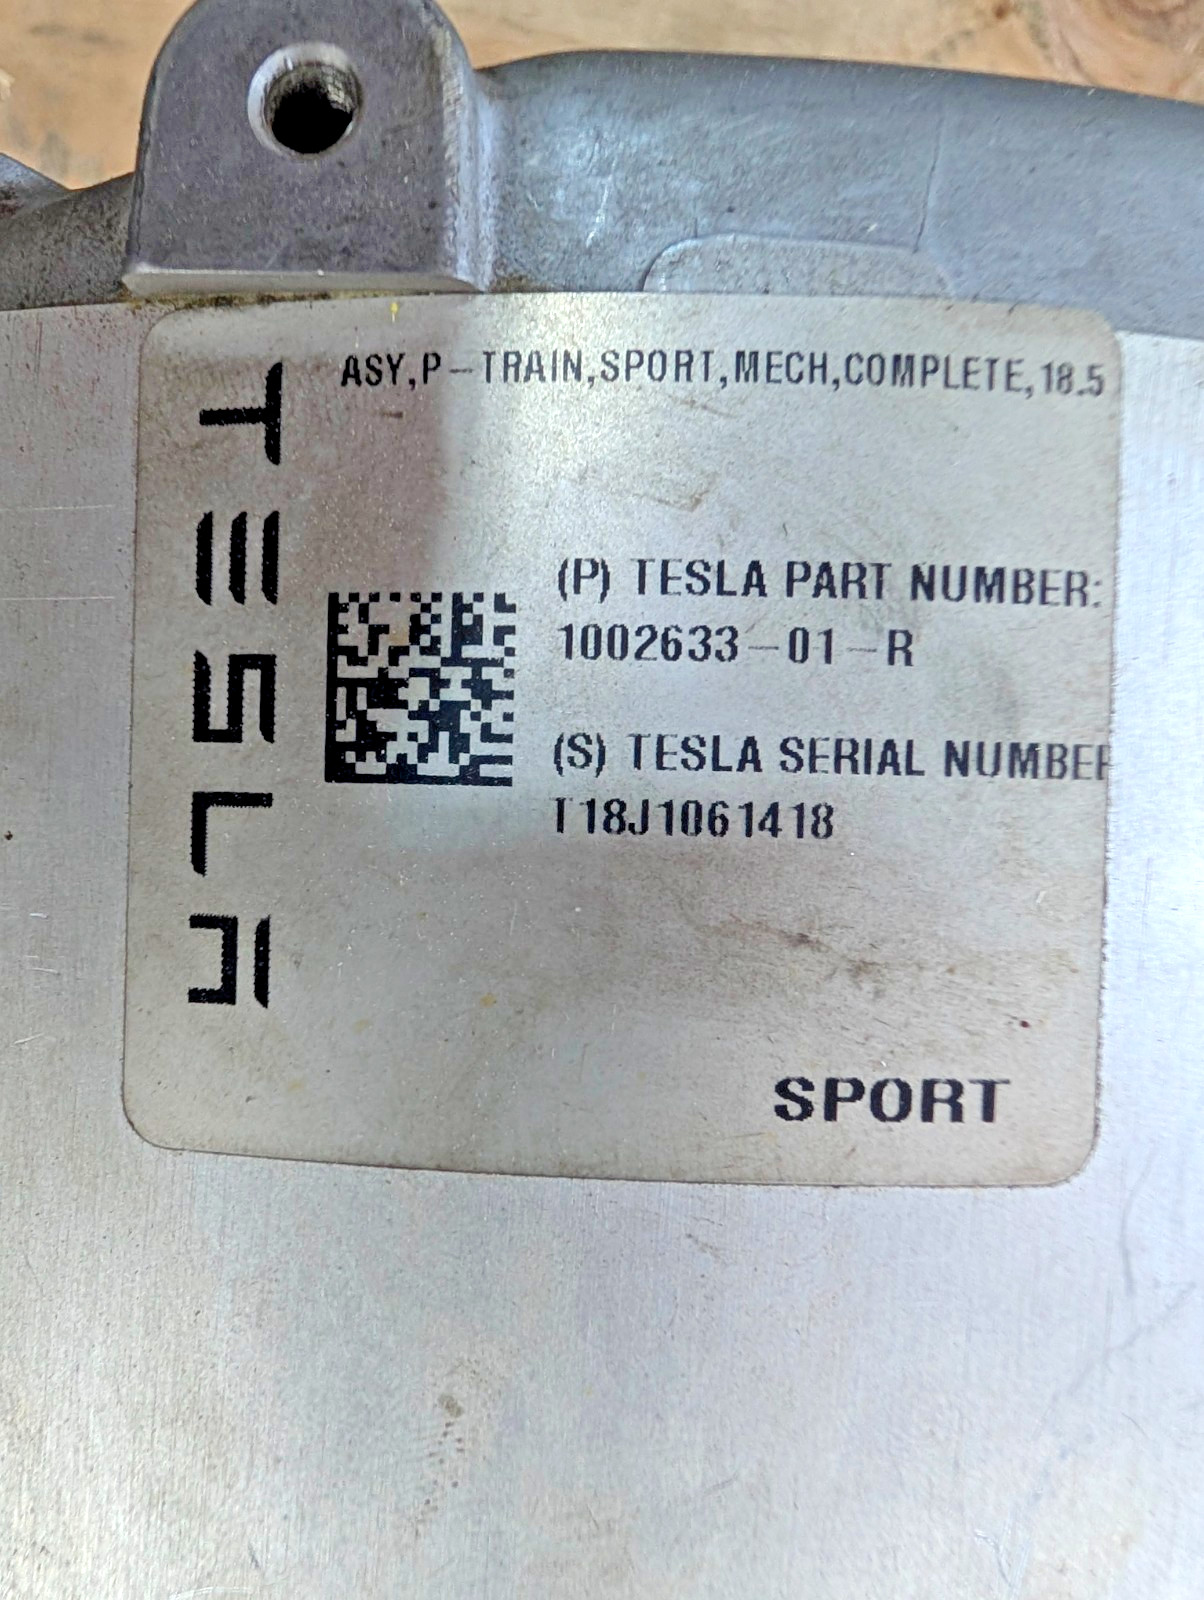 TESLA
ASY,P-TRAIN,SPORT,MECH,COMPLETE,18.5
(P) TESLA PART NUMBER:
1002633-01-R
(S) TESLA SERIAL NUMBER
T18J1061418
SPORT